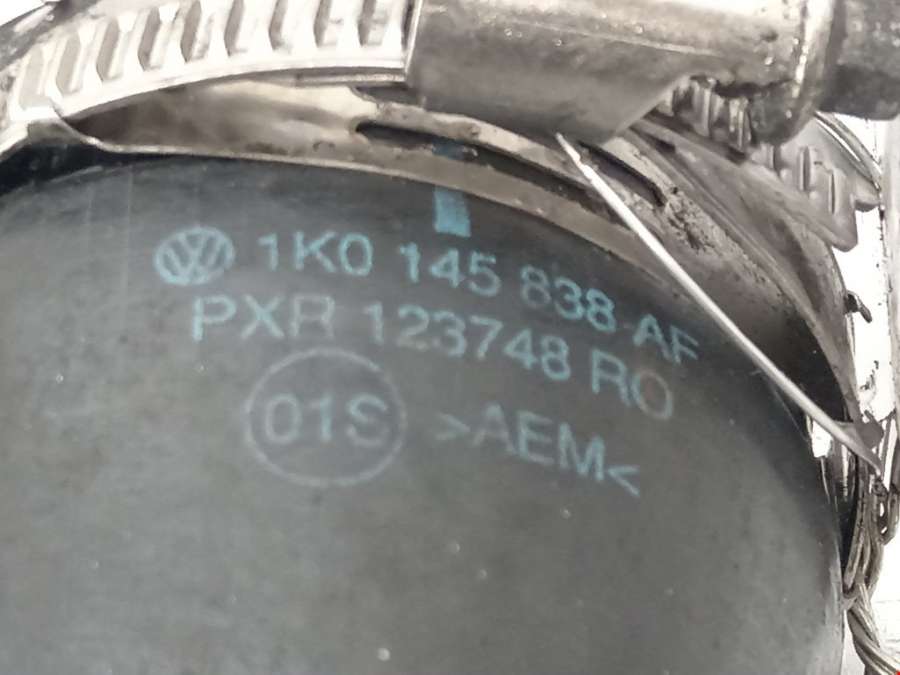 1K0 145 838 AF
PXR 123748 RO
01S >AEM<